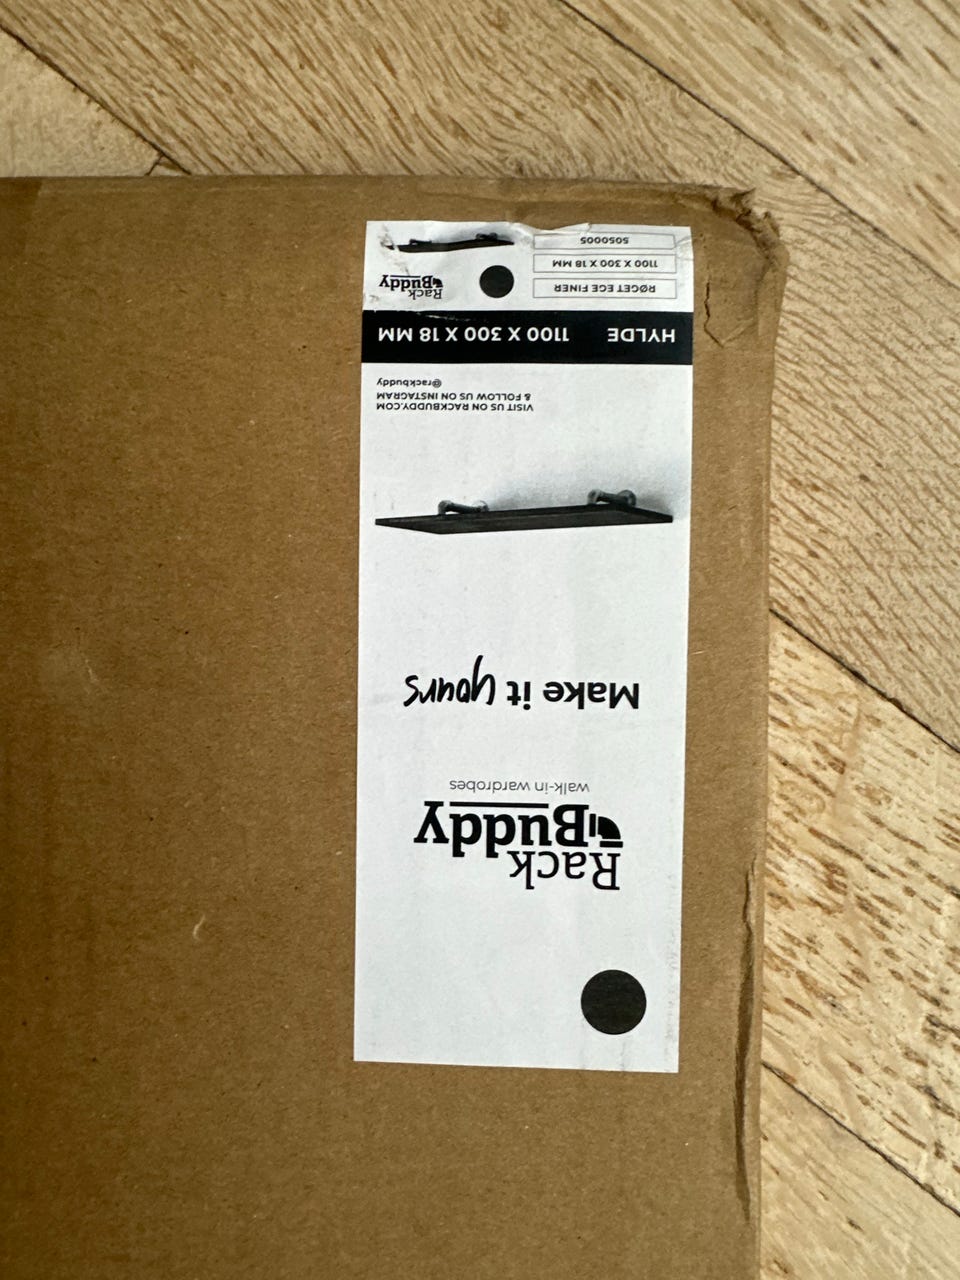 Rack
Buddy
walk-in wardrobes
Make it yours
VISIT US ON RACKBUDDY.COM
& FOLLOW US ON INSTAGRAM
@rackbuddy
HYLDE 1100 X 300 X 18 MM
RØGET EGE FINER
1100 X 300 X 18 MM
5050005
Rack
Buddy